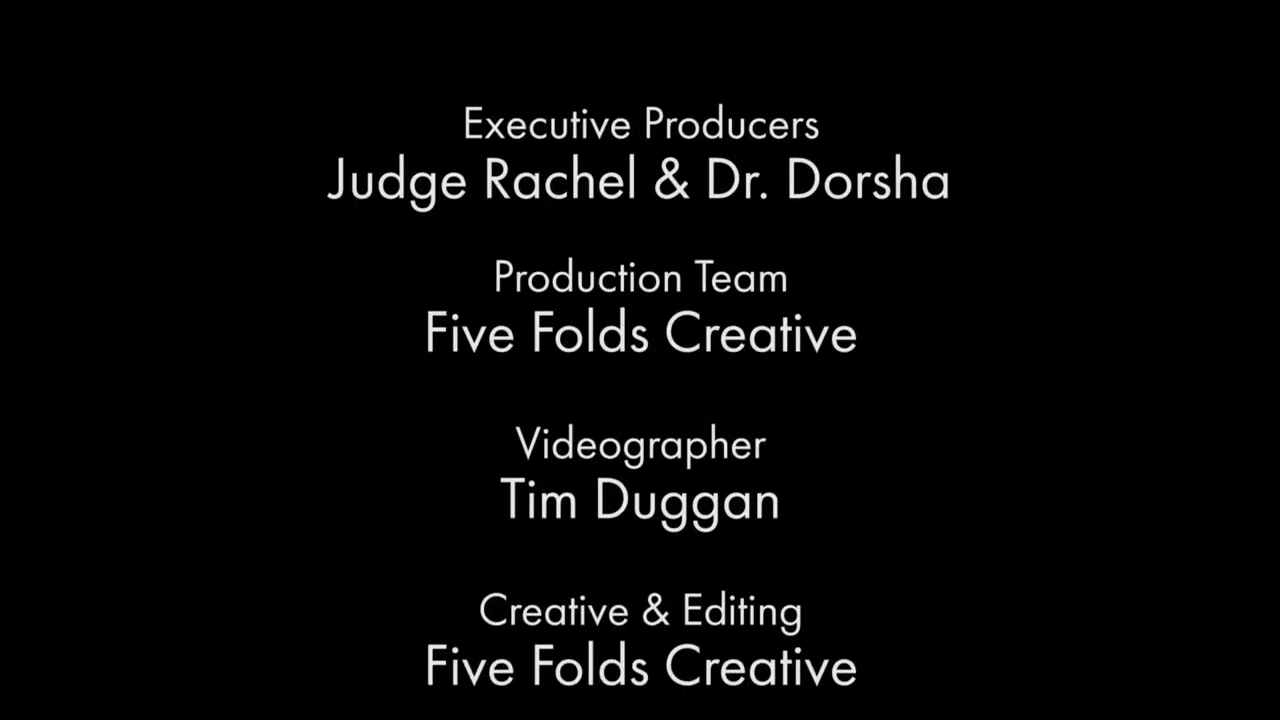 Executive Producers
Judge Rachel & Dr. Dorsha
Production Team
Five Folds Creative
Videographer
Tim Duggan
Creative & Editing
Five Folds Creative